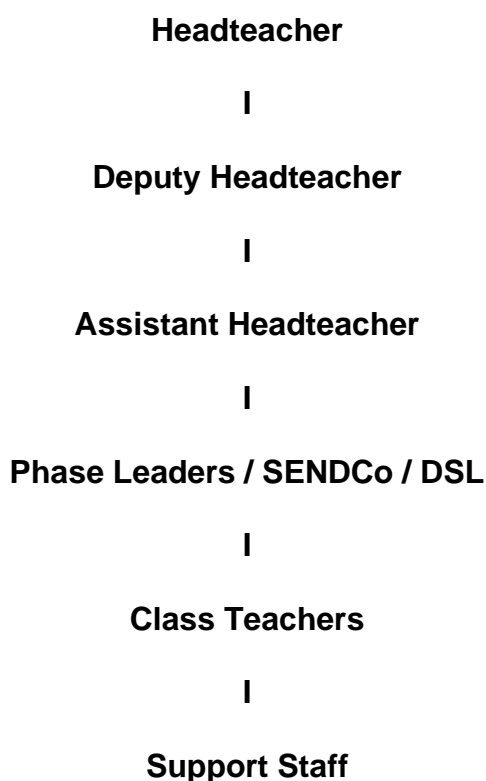 Headteacher
I
Deputy Headteacher
I
Assistant Headteacher
I
Phase Leaders / SENDCo / DSL
I
Class Teachers
I
Support Staff